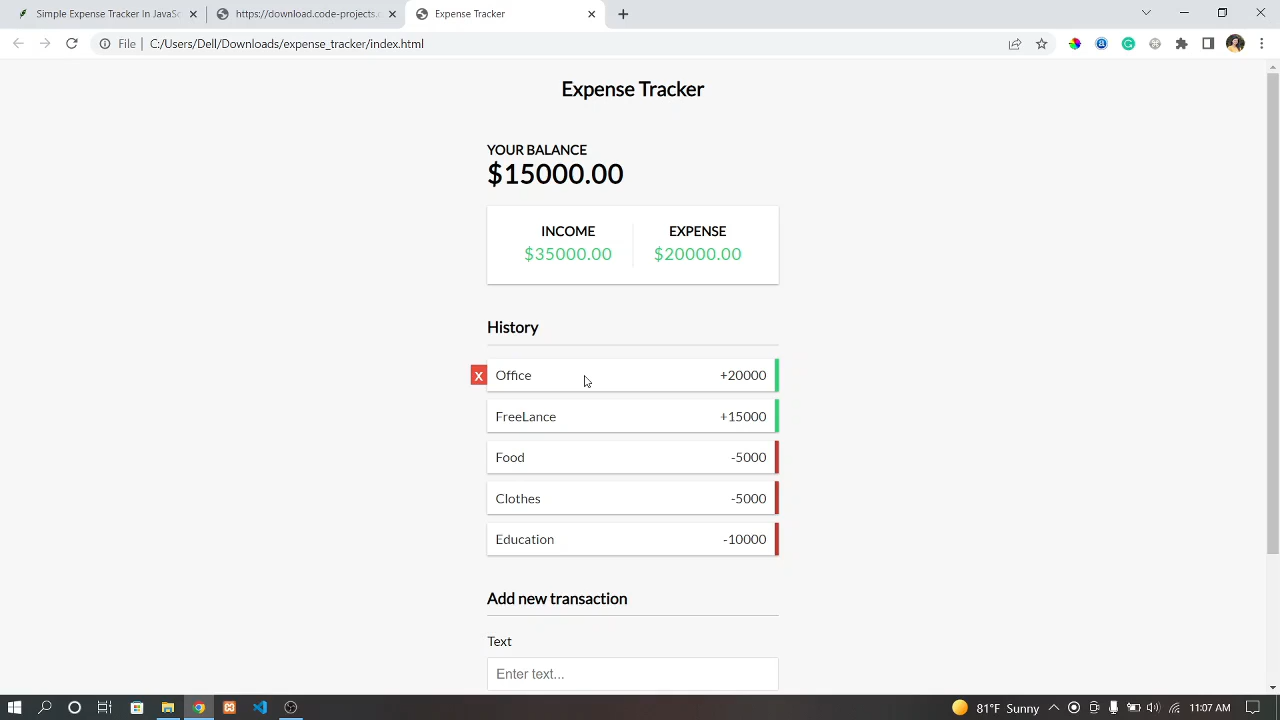 Simple Expense Tracker In JavaSc
https://download.code-projects.o
Expense Tracker
File
C:/Users/Dell/Downloads/expense_tracker/index.html
Expense Tracker
YOUR BALANCE
$15000.00
INCOME
EXPENSE
$35000.00
$20000.00
History
x
Office
+20000
FreeLance
+15000
Food
-5000
Clothes
-5000
Education
-10000
Add new transaction
Text
Enter text...
81°F Sunny
11:07 AM